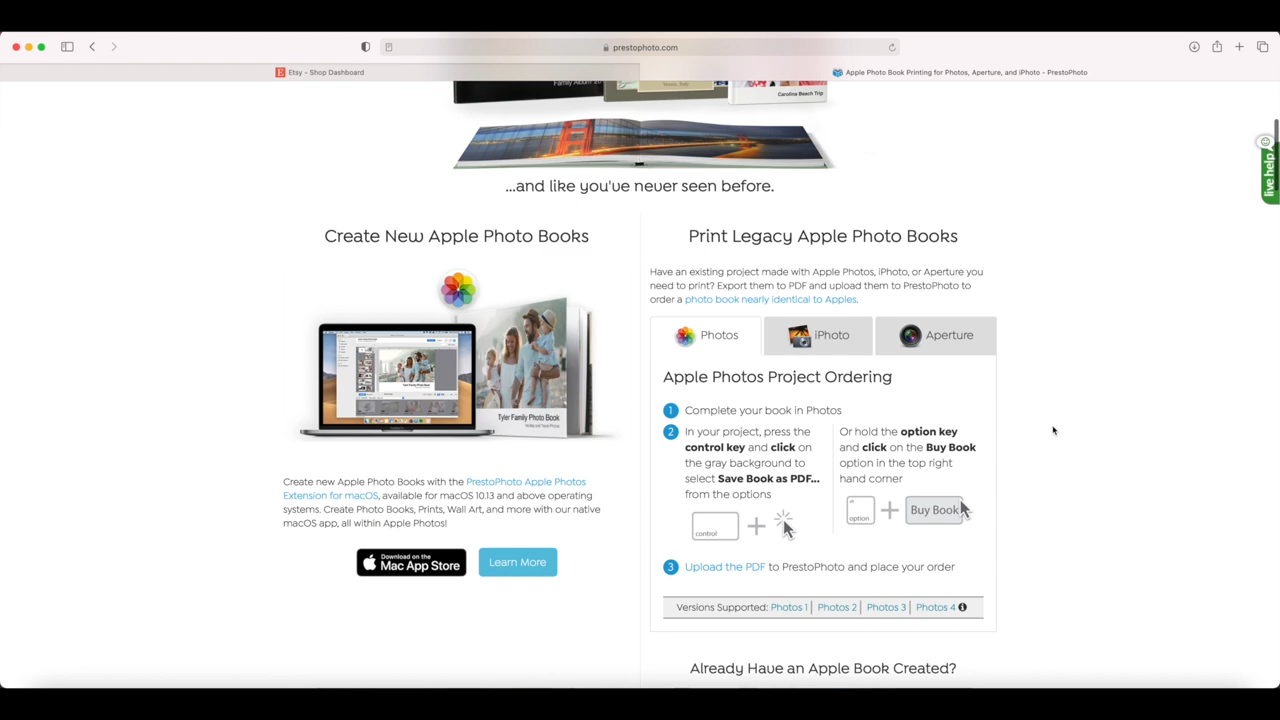 prestophoto.com
Etsy - Shop Dashboard
Apple Photo Book Printing for Photos, Aperture, and iPhoto - PrestoPhoto
Carolina Beach Trip
...and like you've never seen before.
live help
Create New Apple Photo Books
Tyler Family Photo Book
Create new Apple Photo Books with the PrestoPhoto Apple Photos
Extension for macOS, available for macOS 10.13 and above operating
systems. Create Photo Books, Prints, Wall Art, and more with our native
macOS app, all within Apple Photos!
Download on the
Mac App Store
Learn More
Print Legacy Apple Photo Books
Have an existing project made with Apple Photos, iPhoto, or Aperture you
need to print? Export them to PDF and upload them to PrestoPhoto to
order a photo book nearly identical to Apples.
Photos
iPhoto
Aperture
Apple Photos Project Ordering
1 Complete your book in Photos
2 In your project, press the
control key and click on
the gray background to
select Save Book as PDF...
from the options
control
+
Or hold the option key
and click on the Buy Book
option in the top right
hand corner
option
+
Buy Book
3 Upload the PDF to PrestoPhoto and place your order
Versions Supported: Photos 1 | Photos 2 | Photos 3 | Photos 4
Already Have an Apple Book Created?